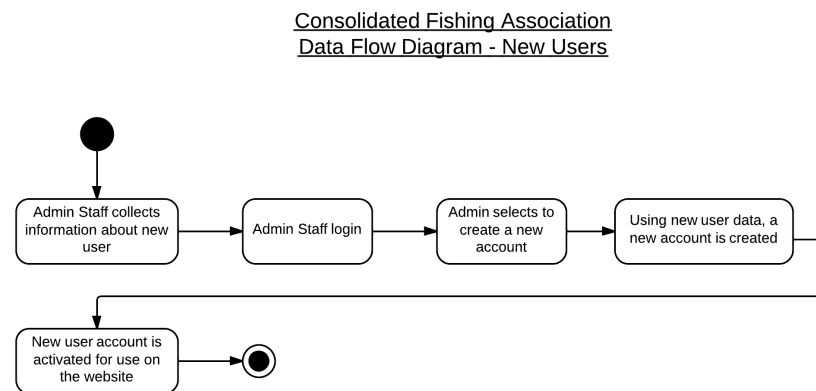 Consolidated Fishing Association
Data Flow Diagram - New Users
Admin Staff collects
information about new
user
Admin Staff login
Admin selects to
create a new
account
Using new user data, a
new account is created
New user account is
activated for use on
the website